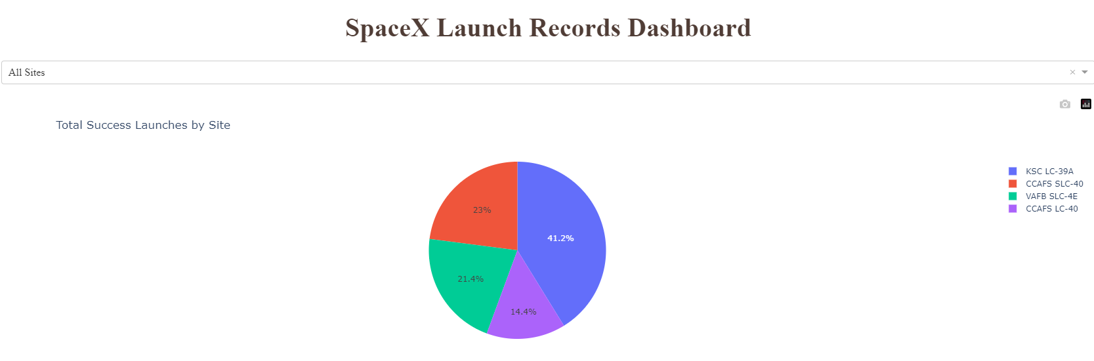 SpaceX Launch Records Dashboard
All Sites
Total Success Launches by Site
KSC LC-39A
CCAFS SLC-40
VAFB SLC-4E
CCAFS LC-40
23%
41.2%
21.4%
14.4%